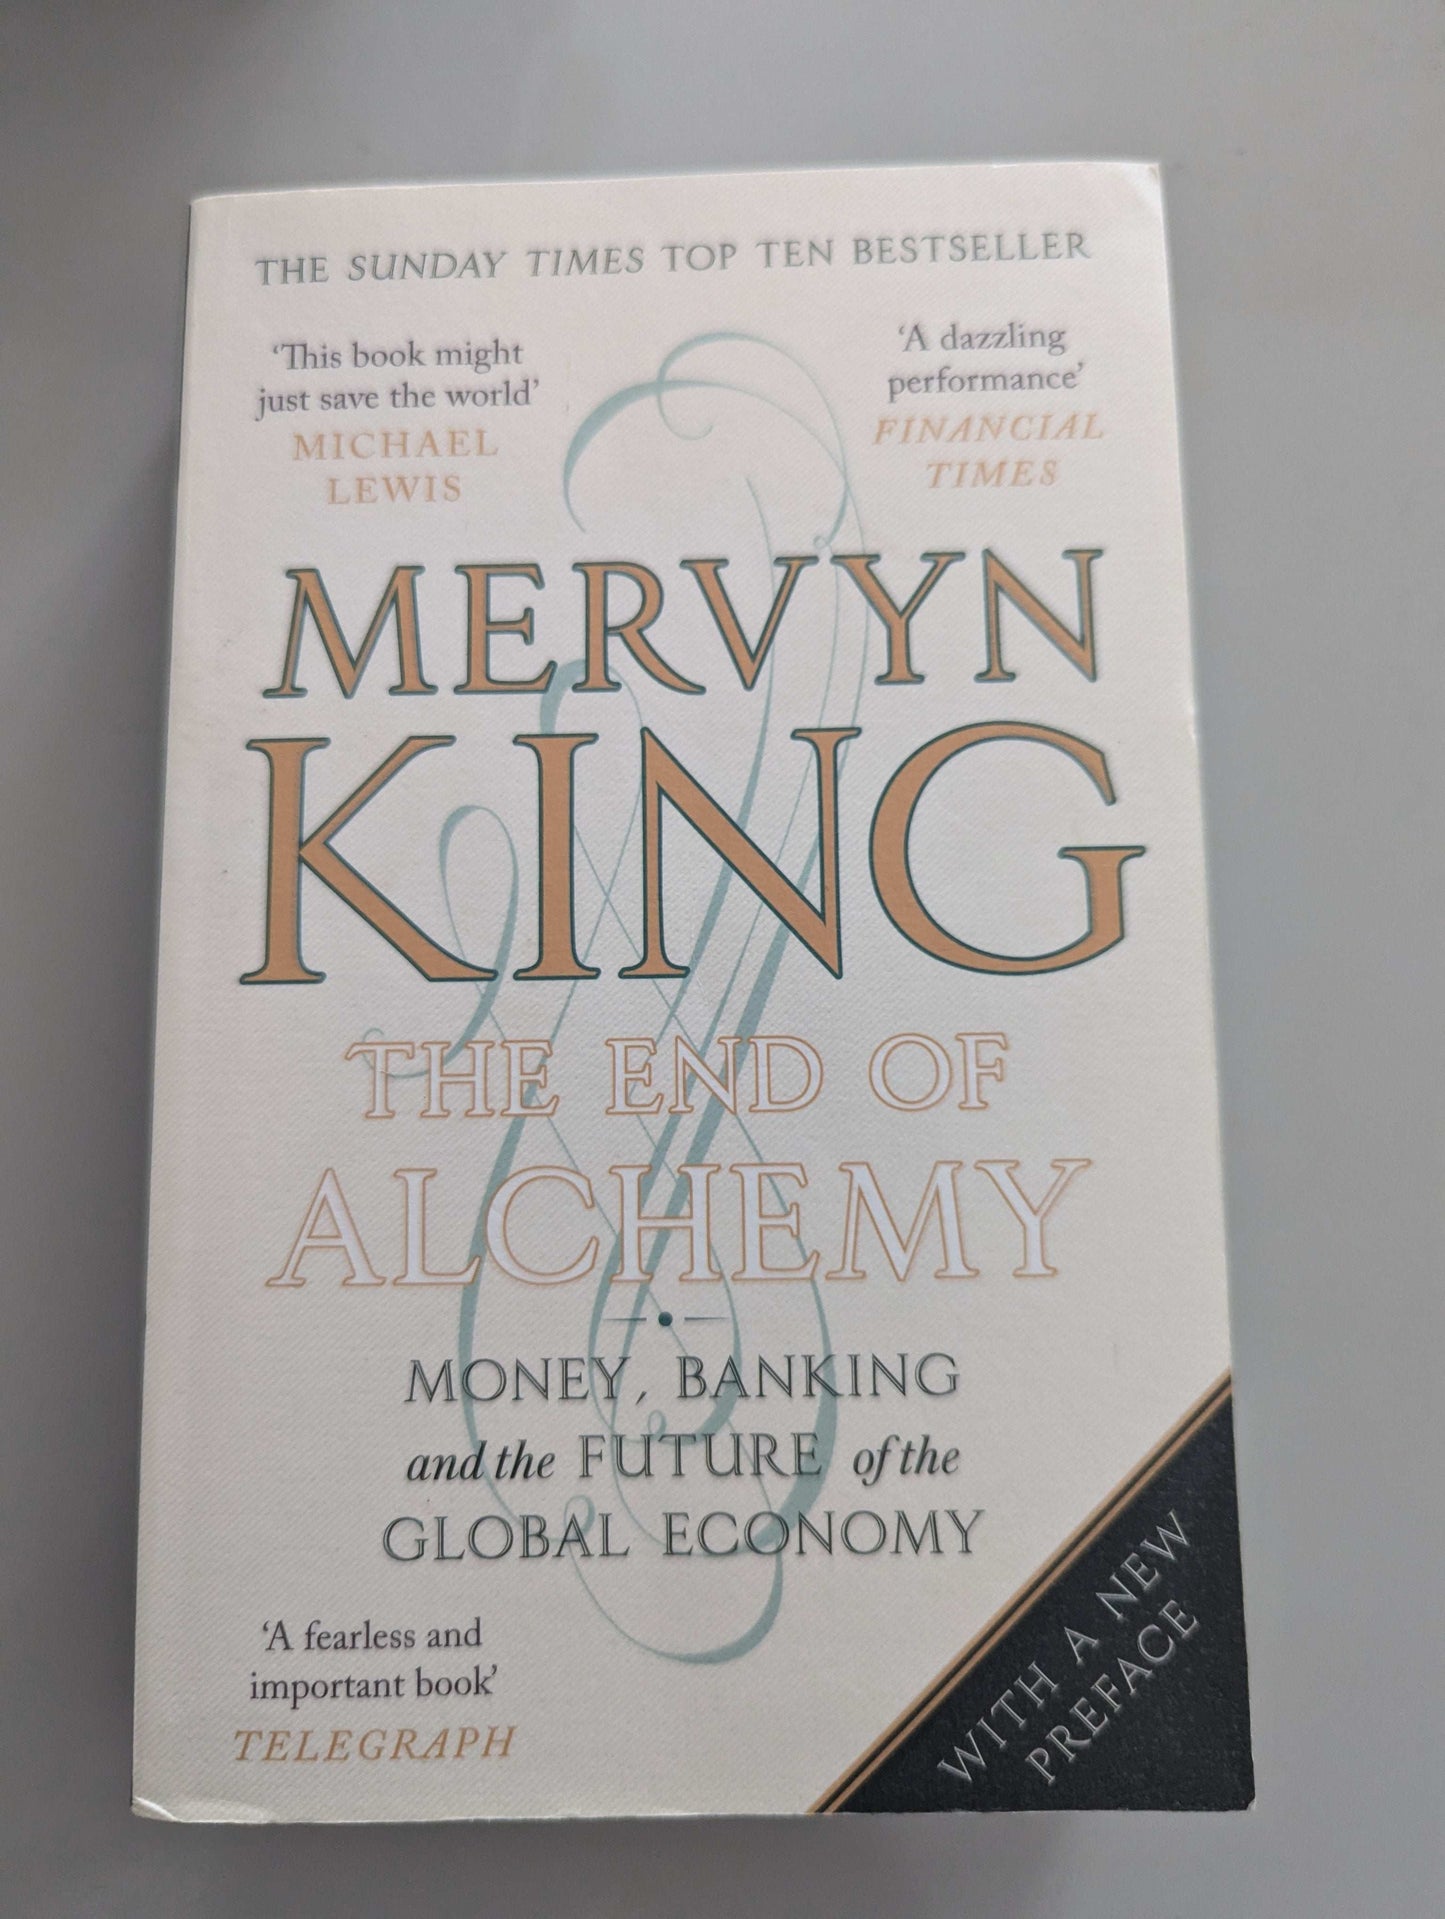 THE SUNDAY TIMES TOP TEN BESTSELLER
‘This book might
just save the world’
MICHAEL
LEWIS
‘A dazzling
performance’
FINANCIAL
TIMES
MERVYN
KING
THE END OF
ALCHEMY
MONEY, BANKING
and the FUTURE of the
GLOBAL ECONOMY
‘A fearless and
important book’
TELEGRAPH
WITH A NEW
PREFACE